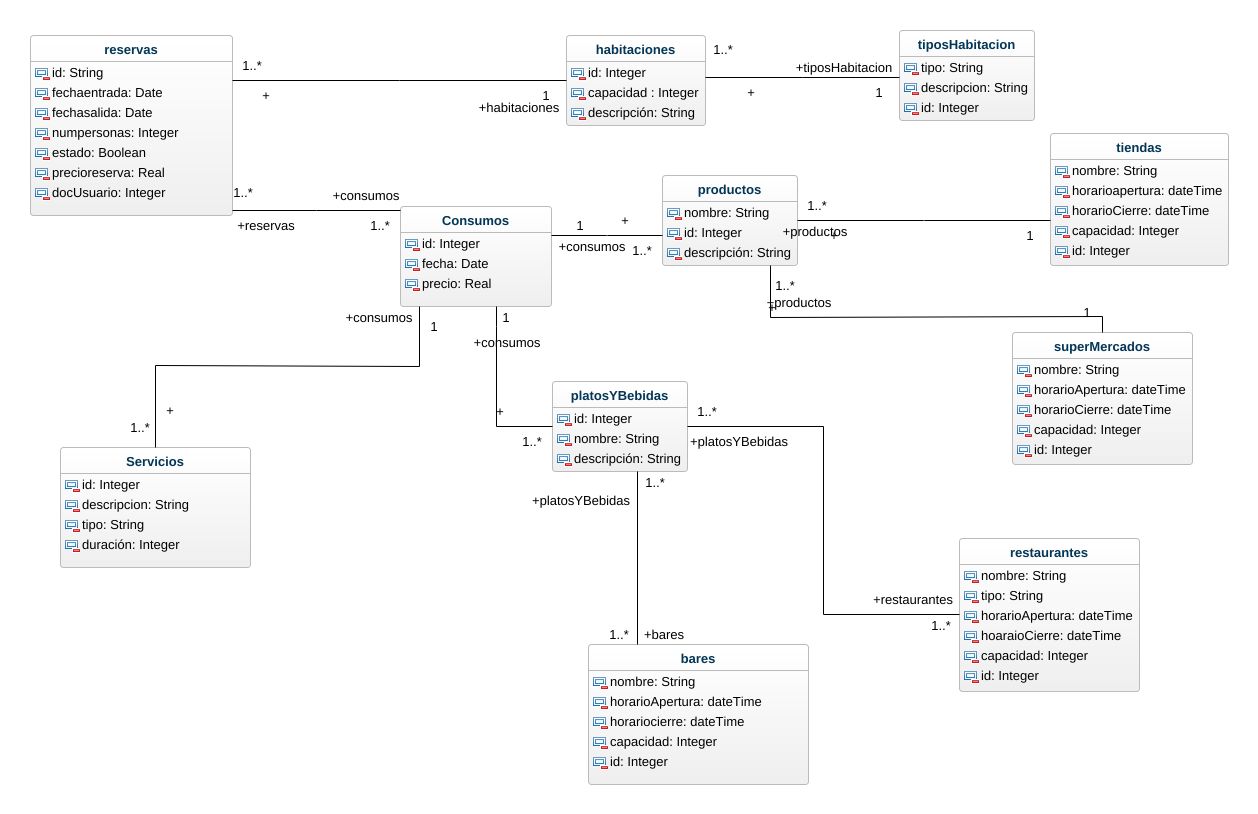 reservas
id: String
fechaentrada: Date
fechasalida: Date
numpersonas: Integer
estado: Boolean
precioreserva: Real
docUsuario: Integer
1..*
+
1
+habitaciones
habitaciones
id: Integer
capacidad : Integer
descripción: String
1..*
+
+tiposHabitacion
1
tiposHabitacion
tipo: String
descripcion: String
id: Integer
1..*
+reservas
+consumos
1..*
Consumos
id: Integer
fecha: Date
precio: Real
1
+consumos
+
1..*
productos
nombre: String
id: Integer
descripción: String
1..*
+productos
+
1
tiendas
nombre: String
horarioapertura: dateTime
horarioCierre: dateTime
capacidad: Integer
id: Integer
1..*
+productos
+
1
superMercados
nombre: String
horarioApertura: dateTime
horarioCierre: dateTime
capacidad: Integer
id: Integer
+consumos
1
+
1..*
Servicios
id: Integer
descripcion: String
tipo: String
duración: Integer
1
+consumos
+
1..*
platosYBebidas
id: Integer
nombre: String
descripción: String
1..*
+platosYBebidas
+restaurantes
1..*
restaurantes
nombre: String
tipo: String
horarioApertura: dateTime
hoaraioCierre: dateTime
capacidad: Integer
id: Integer
1..*
+platosYBebidas
1..*
+bares
bares
nombre: String
horarioApertura: dateTime
horariocierre: dateTime
capacidad: Integer
id: Integer